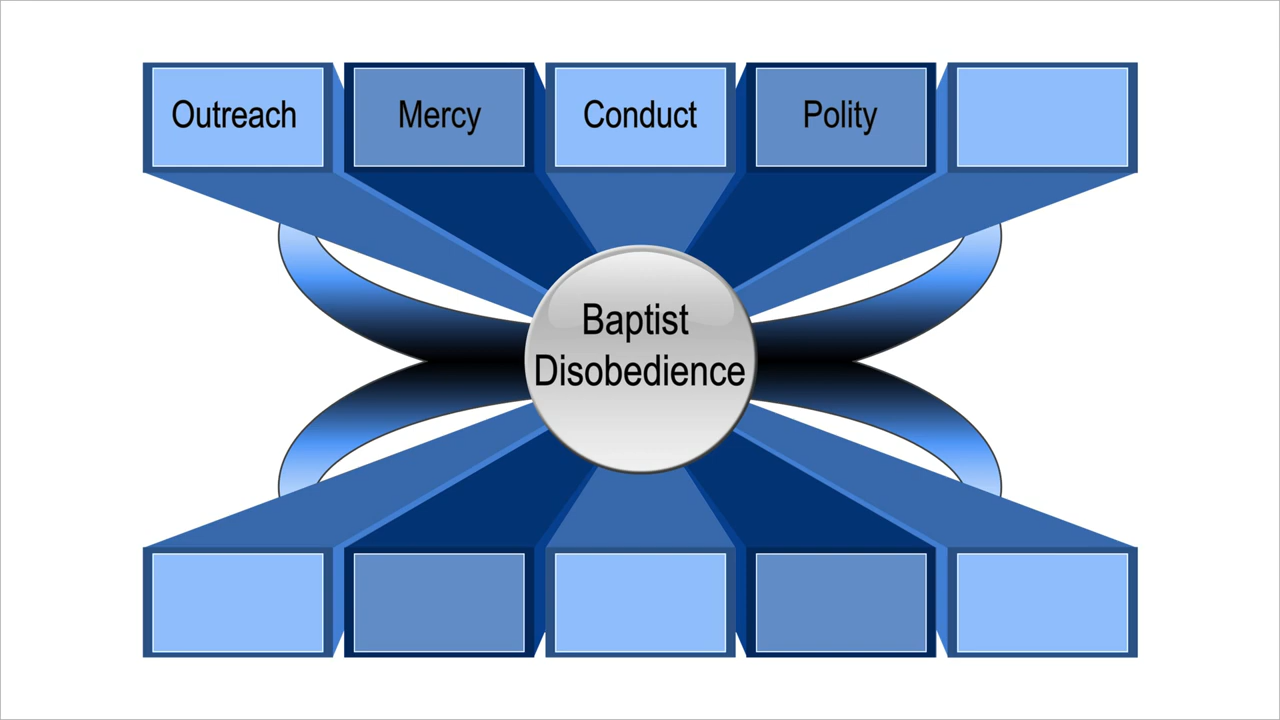 Outreach
Mercy
Conduct
Polity
Baptist
Disobedience